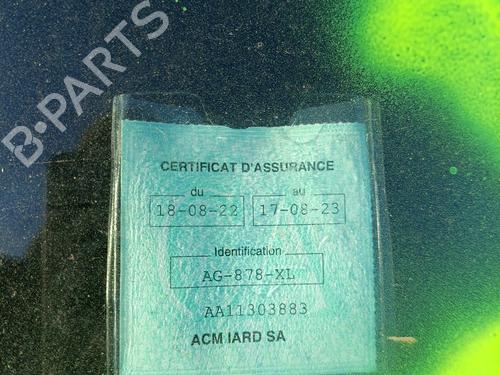 B-PARTS
CERTIFICAT D'ASSURANCE
du au
18-08-22 17-08-23
Identification
AG-878-XL
AA11303883
ACM IARD SA